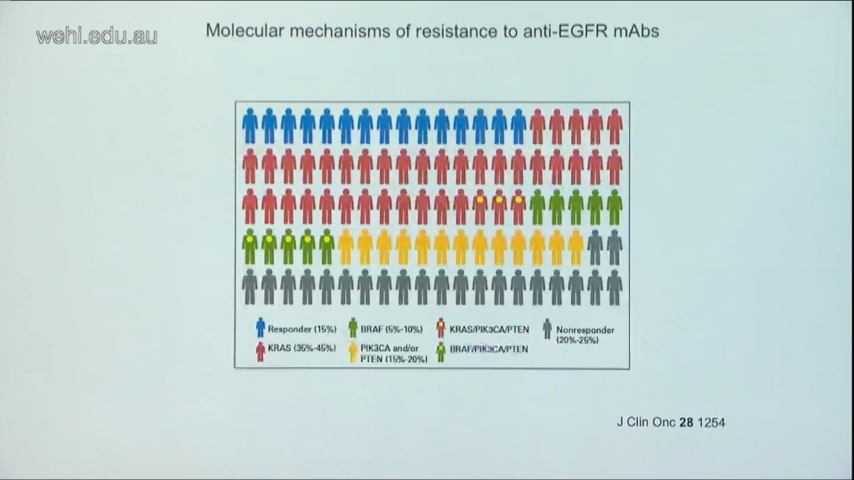 wehi.edu.au
Molecular mechanisms of resistance to anti-EGFR mAbs
Responder (15%)
BRAF (5%-10%)
KRAS/PIK3CA/PTEN
Nonresponder
(20%-25%)
KRAS (35%-45%)
PIK3CA and/or
PTEN (15%-20%)
BRAF/PIK3CA/PTEN
J Clin Onc 28 1254